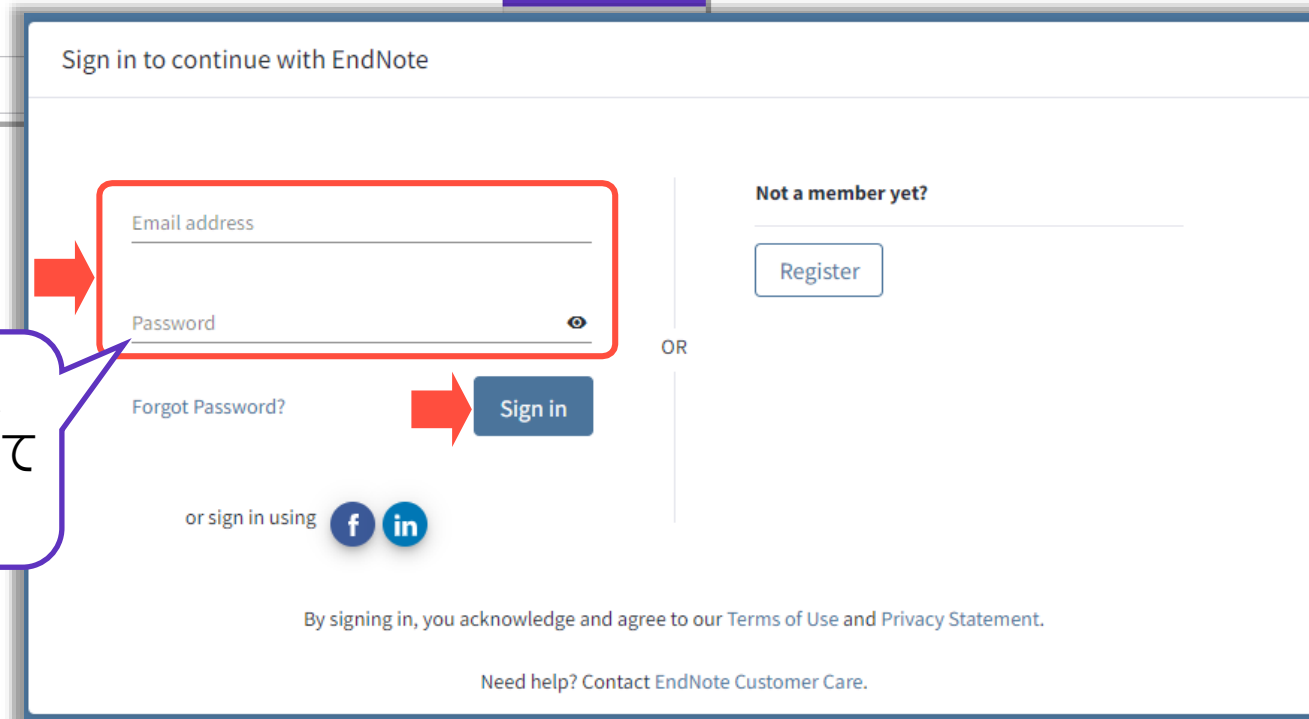 Sign in to continue with EndNote
Email address
Password
Forgot Password?
Sign in
or sign in using
f in
Not a member yet?
Register
OR
て
By signing in, you acknowledge and agree to our Terms of Use and Privacy Statement.
Need help? Contact EndNote Customer Care.